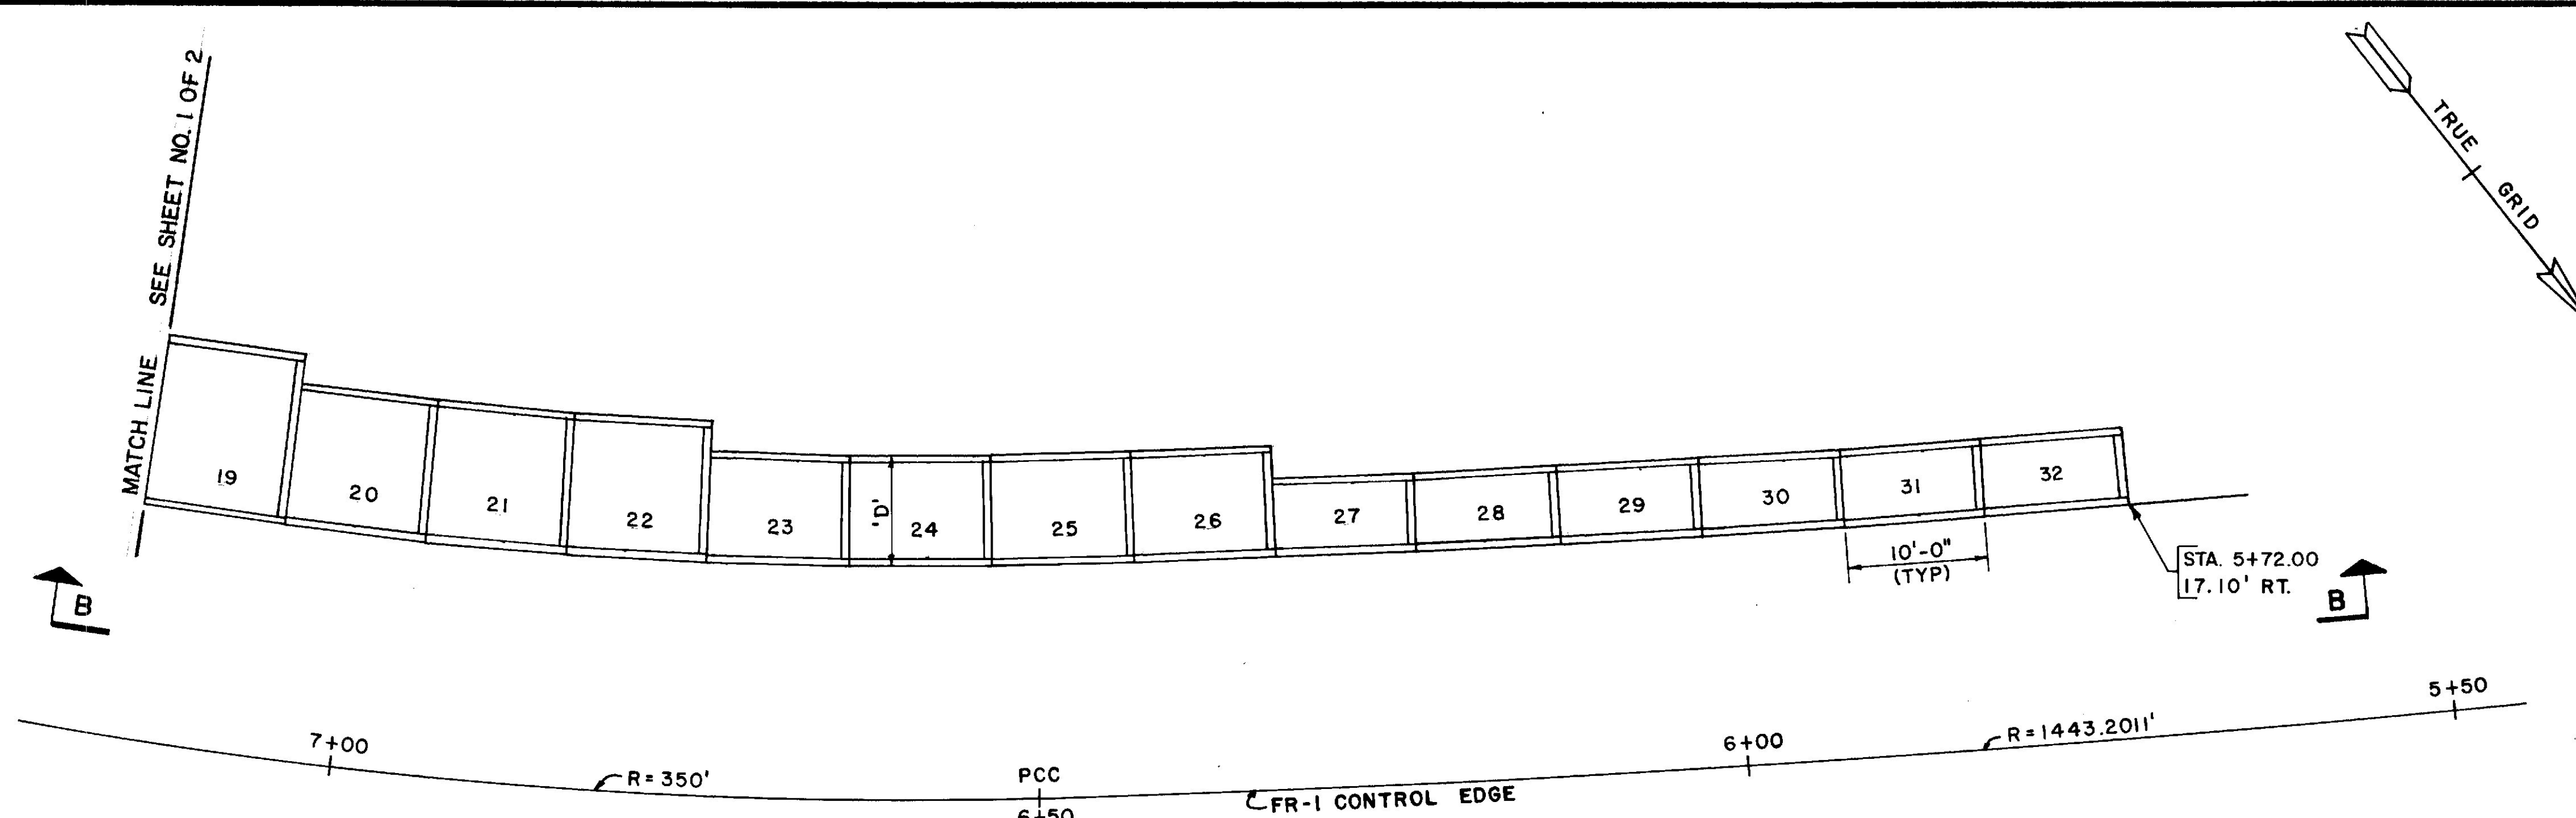 SEE SHEET NO. 1 OF 2
MATCH LINE
TRUE
GRID
19
20
21
22
23
'D'
24
25
26
27
28
29
30
31
32
10'-0"
(TYP)
STA. 5+72.00
17.10' RT.
B
B
7+00
R=350'
PCC
6+50
FR-1 CONTROL EDGE
6+00
R=1443.2011'
5+50